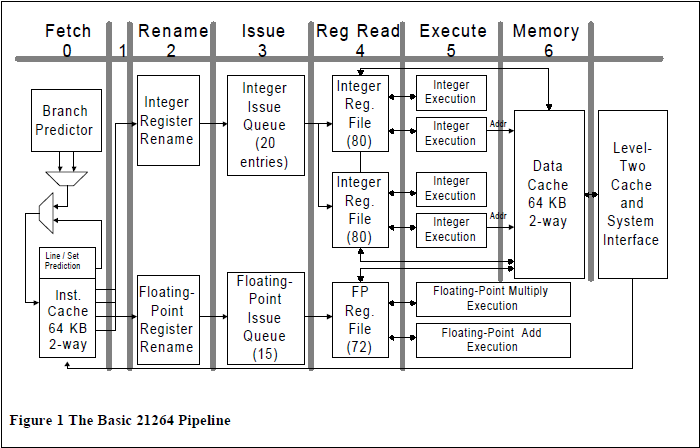 Fetch Rename Issue Reg Read Execute Memory
0 1 2 3 4 5 6
Branch
Predictor
Line / Set
Prediction
Inst.
Cache
64 KB
2-way
Integer
Register
Rename
Floating-
Point
Register
Rename
Integer
Issue
Queue
(20
entries)
Floating-
Point
Issue
Queue
(15)
Integer
Reg.
File
(80)
Integer
Reg.
File
(80)
FP
Reg.
File
(72)
Integer
Execution
Integer
Execution
Addr
Integer
Execution
Integer
Execution
Addr
Floating-Point Multiply
Execution
Floating-Point Add
Execution
Data
Cache
64 KB
2-way
Level-
Two
Cache
and
System
Interface
Figure 1 The Basic 21264 Pipeline